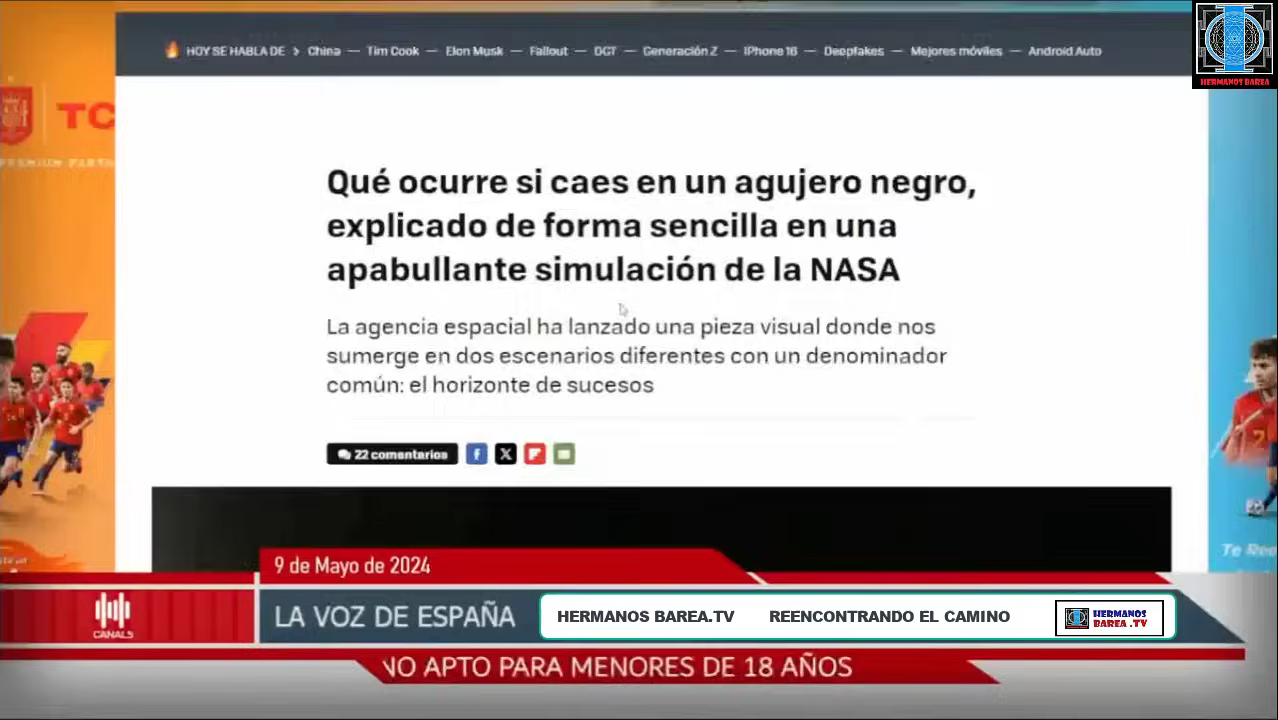 HOY SE HABLA DE > China — Tim Cook — Elon Musk — Fallout — DGT — Generación Z — iPhone 16 — Deepfakes — Mejores móviles — Android Auto
HERMANOS BAREA
TC
Qué ocurre si caes en un agujero negro,
explicado de forma sencilla en una
apabullante simulación de la NASA
La agencia espacial ha lanzado una pieza visual donde nos
sumerge en dos escenarios diferentes con un denominador
común: el horizonte de sucesos
22 comentarios
Te Ree
9 de Mayo de 2024
CANAL5
LA VOZ DE ESPAÑA
HERMANOS BAREA.TV REENCONTRANDO EL CAMINO
HERMANOS
BAREA .TV
NO APTO PARA MENORES DE 18 AÑOS